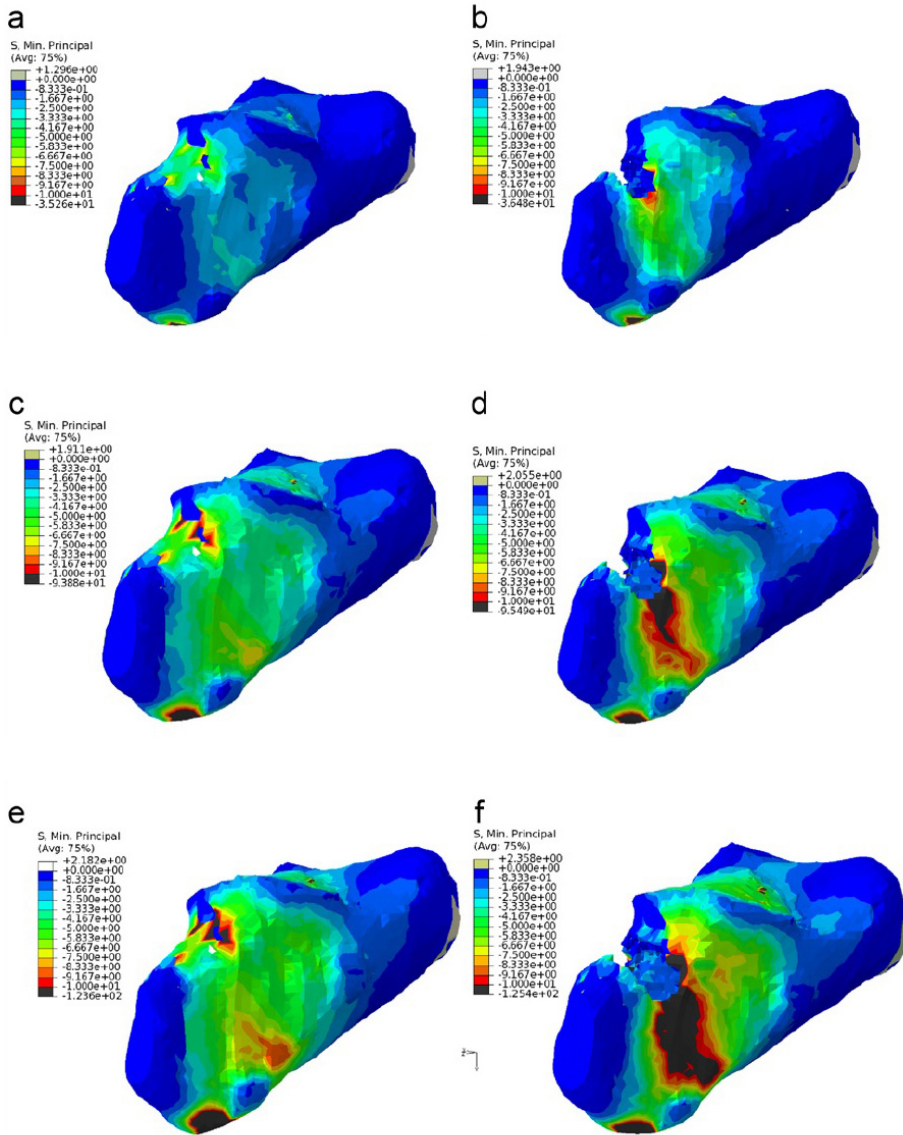 a
S, Min. Principal
(Avg: 75%)
+1.296e+00
+0.000e+00
-8.333e-01
-1.667e+00
-2.500e+00
-3.333e+00
-4.167e+00
-5.000e+00
-5.833e+00
-6.667e+00
-7.500e+00
-8.333e+00
-9.167e+00
-1.000e+01
-3.526e+01
b
S, Min. Principal
(Avg: 75%)
+1.943e+00
+0.000e+00
-8.333e-01
-1.667e+00
-2.500e+00
-3.333e+00
-4.167e+00
-5.000e+00
-5.833e+00
-6.667e+00
-7.500e+00
-8.333e+00
-9.167e+00
-1.000e+01
-3.648e+01
c
S, Min. Principal
(Avg: 75%)
+1.911e+00
+0.000e+00
-8.333e-01
-1.667e+00
-2.500e+00
-3.333e+00
-4.167e+00
-5.000e+00
-5.833e+00
-6.667e+00
-7.500e+00
-8.333e+00
-9.167e+00
-1.000e+01
-9.388e+01
d
S, Min. Principal
(Avg: 75%)
+2.055e+00
+0.000e+00
-8.333e-01
-1.667e+00
-2.500e+00
-3.333e+00
-4.167e+00
-5.000e+00
-5.833e+00
-6.667e+00
-7.500e+00
-8.333e+00
-9.167e+00
-1.000e+01
-9.549e+01
e
S, Min. Principal
(Avg: 75%)
+2.182e+00
+0.000e+00
-8.333e-01
-1.667e+00
-2.500e+00
-3.333e+00
-4.167e+00
-5.000e+00
-5.833e+00
-6.667e+00
-7.500e+00
-8.333e+00
-9.167e+00
-1.000e+01
-1.236e+02
f
S, Min. Principal
(Avg: 75%)
+2.358e+00
+0.000e+00
-8.333e-01
-1.667e+00
-2.500e+00
-3.333e+00
-4.167e+00
-5.000e+00
-5.833e+00
-6.667e+00
-7.500e+00
-8.333e+00
-9.167e+00
-1.000e+01
-1.254e+02